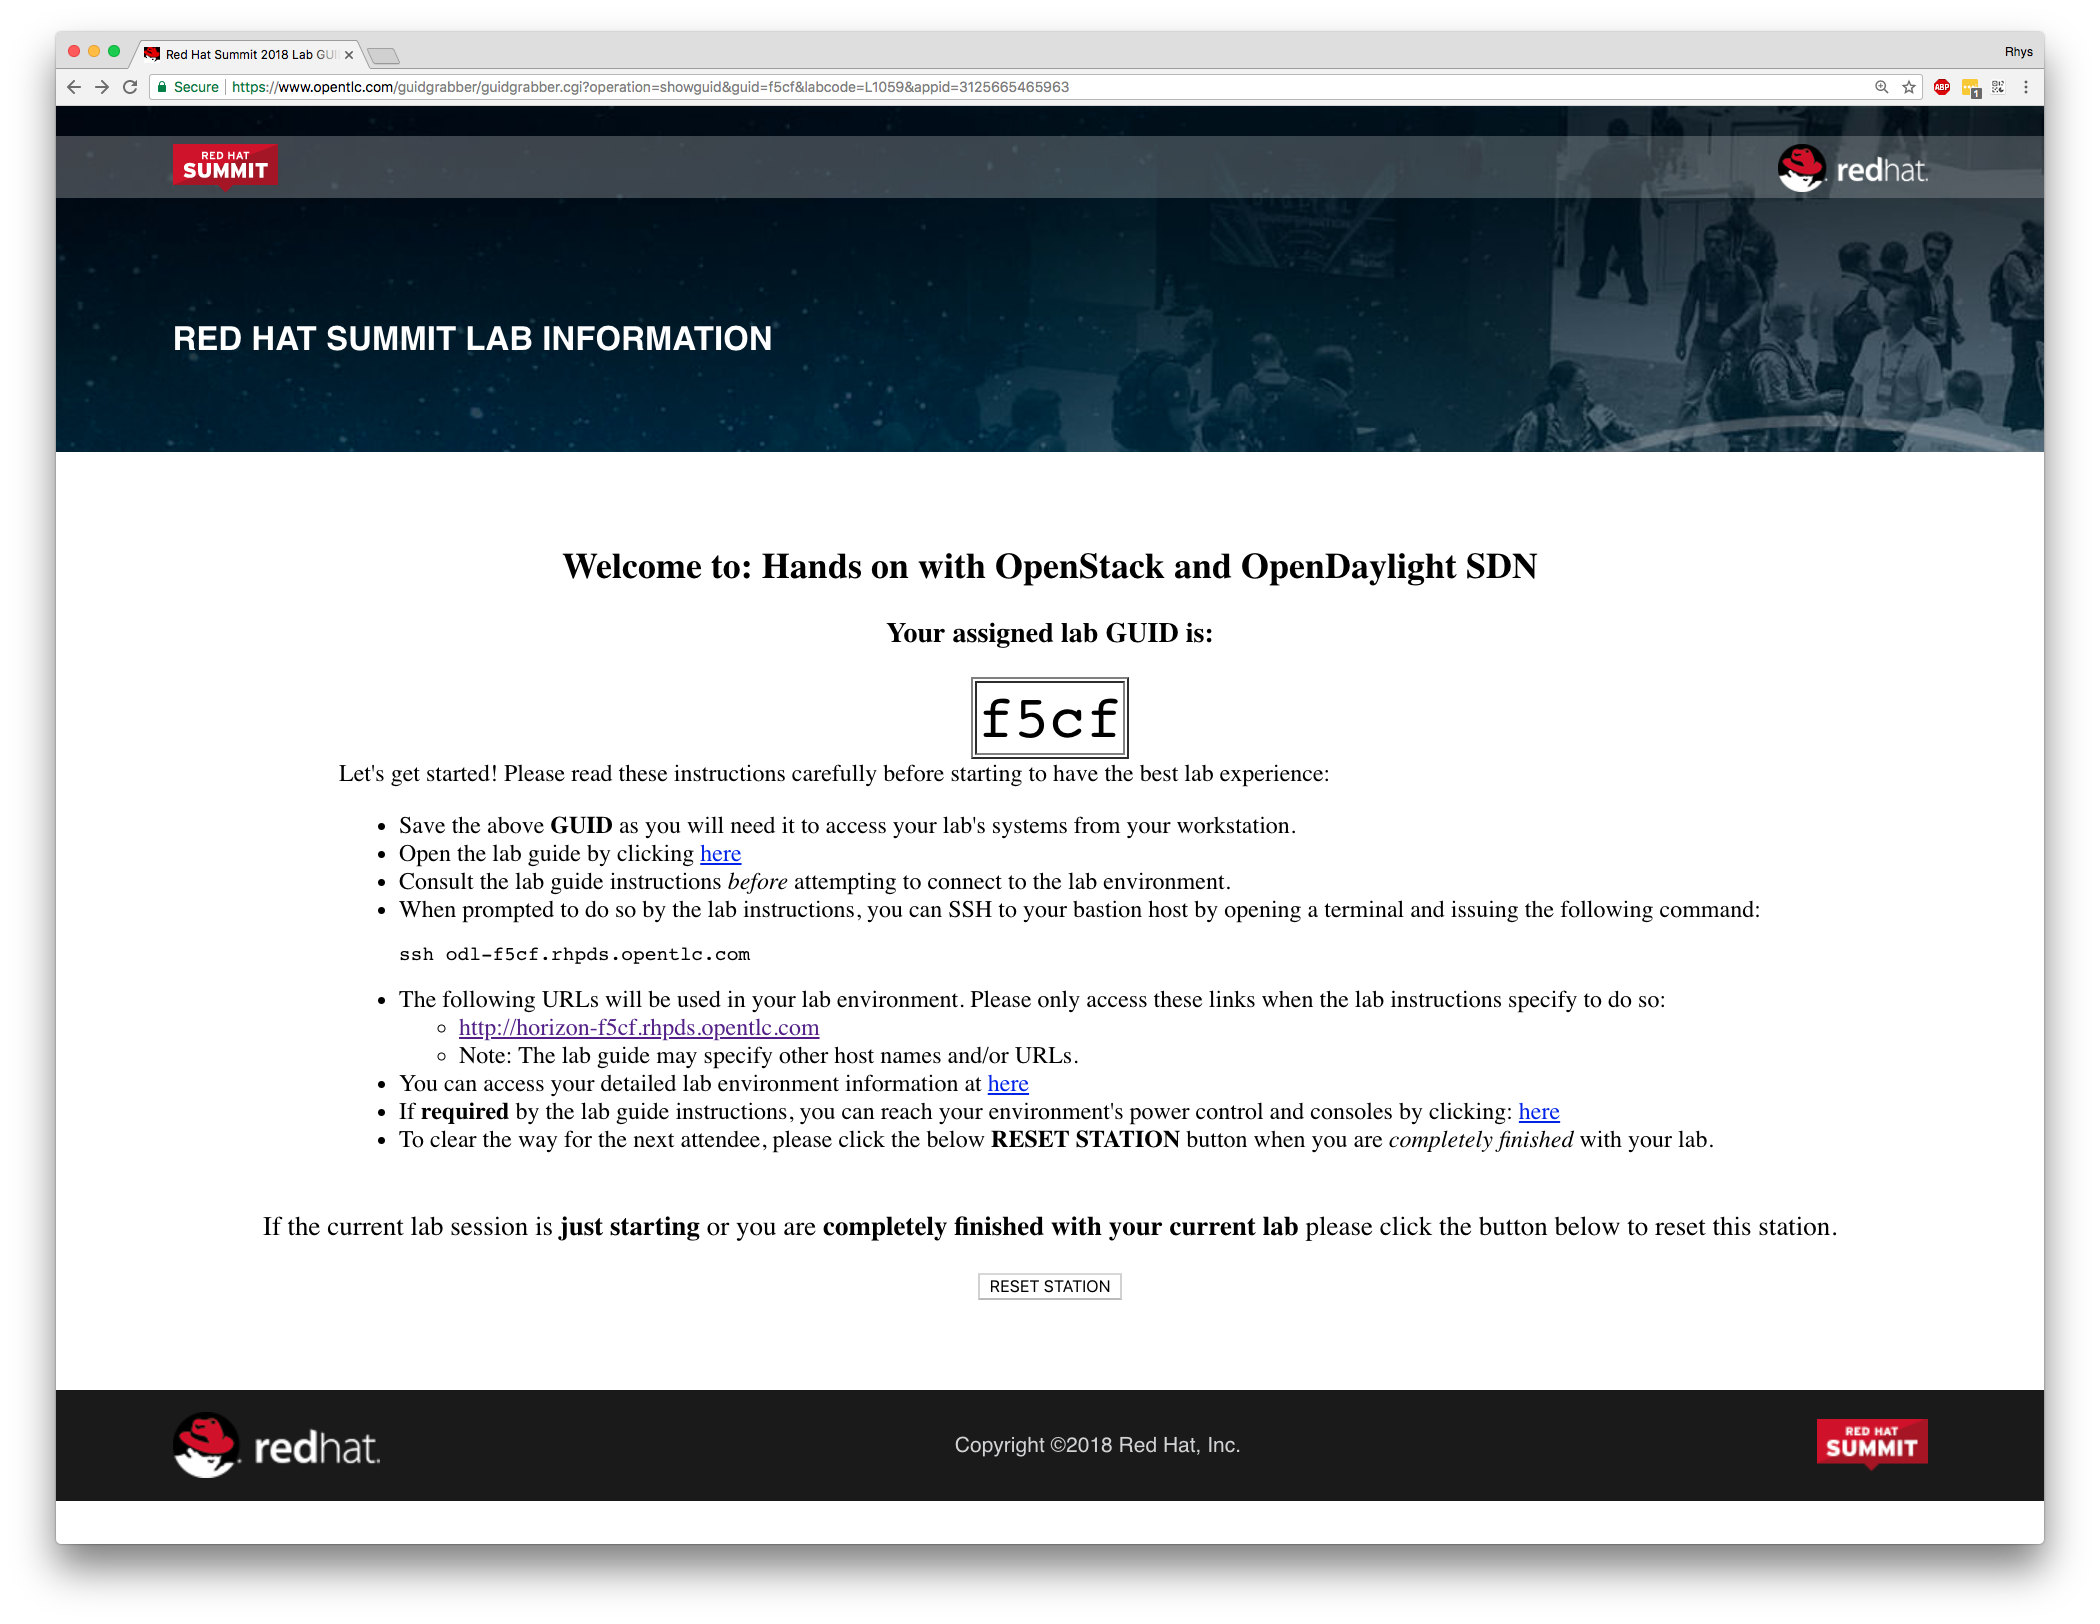 Red Hat Summit 2018 Lab GUI
Rhys
Secure https://www.opentlc.com/guidgrabber/guidgrabber.cgi?operation=showguid&guid=f5cf&labcode=L1059&appid=3125665465963
ABP
1
RED HAT
SUMMIT
redhat.
RED HAT SUMMIT LAB INFORMATION
Welcome to: Hands on with OpenStack and OpenDaylight SDN
Your assigned lab GUID is:
f5cf
Let's get started! Please read these instructions carefully before starting to have the best lab experience:
• Save the above GUID as you will need it to access your lab's systems from your workstation.
• Open the lab guide by clicking here
• Consult the lab guide instructions before attempting to connect to the lab environment.
• When prompted to do so by the lab instructions, you can SSH to your bastion host by opening a terminal and issuing the following command:
ssh odl-f5cf.rhpds.opentlc.com
• The following URLs will be used in your lab environment. Please only access these links when the lab instructions specify to do so:
◦ http://horizon-f5cf.rhpds.opentlc.com
◦ Note: The lab guide may specify other host names and/or URLs.
• You can access your detailed lab environment information at here
• If required by the lab guide instructions, you can reach your environment's power control and consoles by clicking: here
• To clear the way for the next attendee, please click the below RESET STATION button when you are completely finished with your lab.
If the current lab session is just starting or you are completely finished with your current lab please click the button below to reset this station.
RESET STATION
redhat.
Copyright ©2018 Red Hat, Inc.
RED HAT
SUMMIT